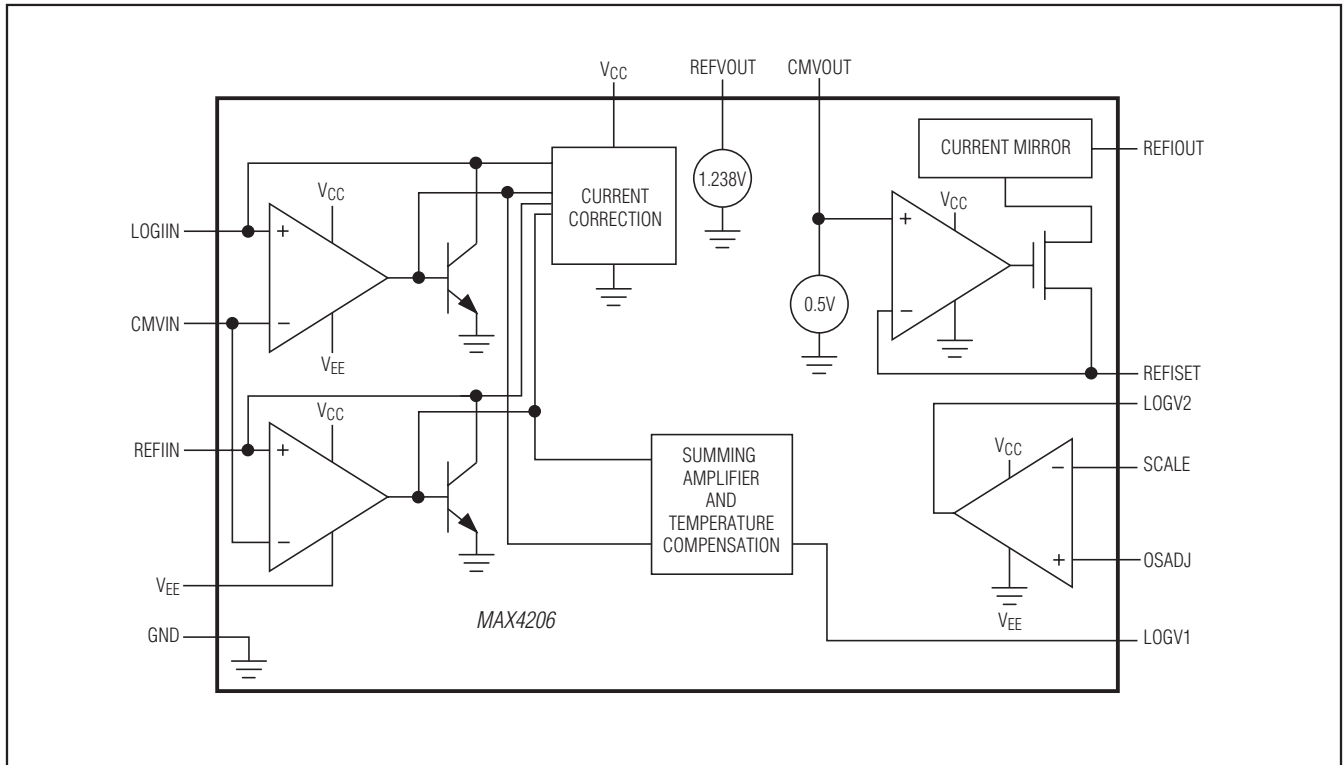 VCC
REFVOUT
CMVOUT
CURRENT MIRROR
REFIOUT
1.238V
CURRENT
CORRECTION
VCC
LOGIIN
+
VCC
+
CMVIN
−
0.5V
−
VEE
REFISET
LOGV2
VCC
REFIIN
+
SUMMING
AMPLIFIER
AND
TEMPERATURE
COMPENSATION
VCC
−
SCALE
−
+
OSADJ
VEE
VEE
MAX4206
GND
LOGV1